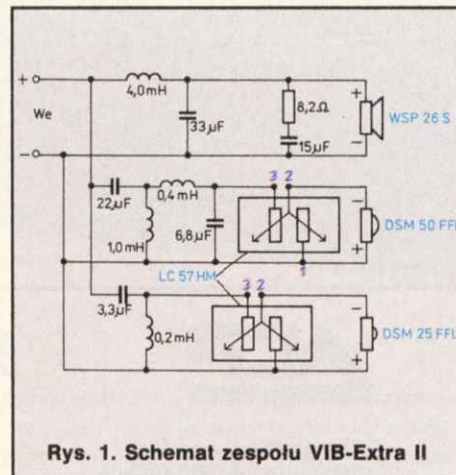 +
4,0mH
+
We
8,2Ω
WSP 26 S
33µF
15µF
−
−
3 2
0,4mH
−
22µF
6,8µF
DSM 50 FFL
1,0mH
+
1
LC 57 HM
3 2
−
3,3µF
DSM 25 FFL
0,2mH
+
Rys. 1. Schemat zespołu VIB-Extra II